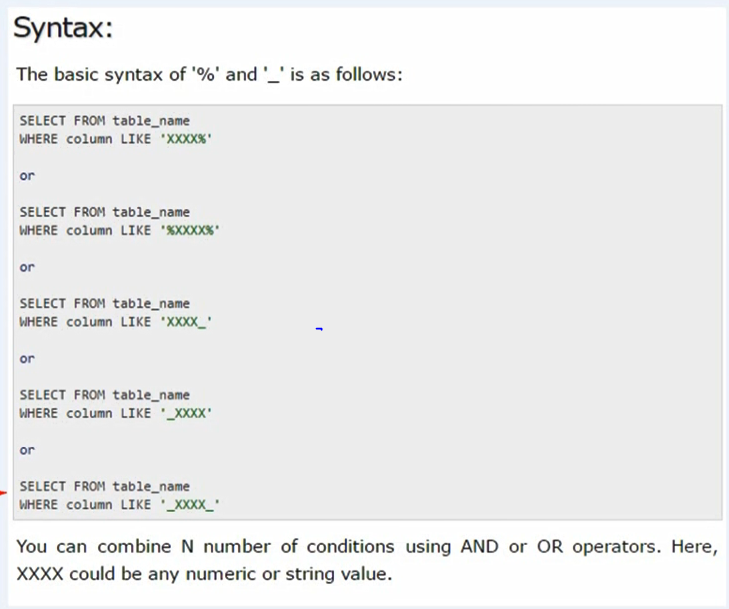 Syntax:
The basic syntax of '%' and '_' is as follows:
SELECT FROM table_name
WHERE column LIKE 'XXXX%'
or
SELECT FROM table_name
WHERE column LIKE '%XXXX%'
or
SELECT FROM table_name
WHERE column LIKE 'XXXX_'
or
SELECT FROM table_name
WHERE column LIKE '_XXXX'
or
SELECT FROM table_name
WHERE column LIKE '_XXXX_'
You can combine N number of conditions using AND or OR operators. Here,
XXXX could be any numeric or string value.